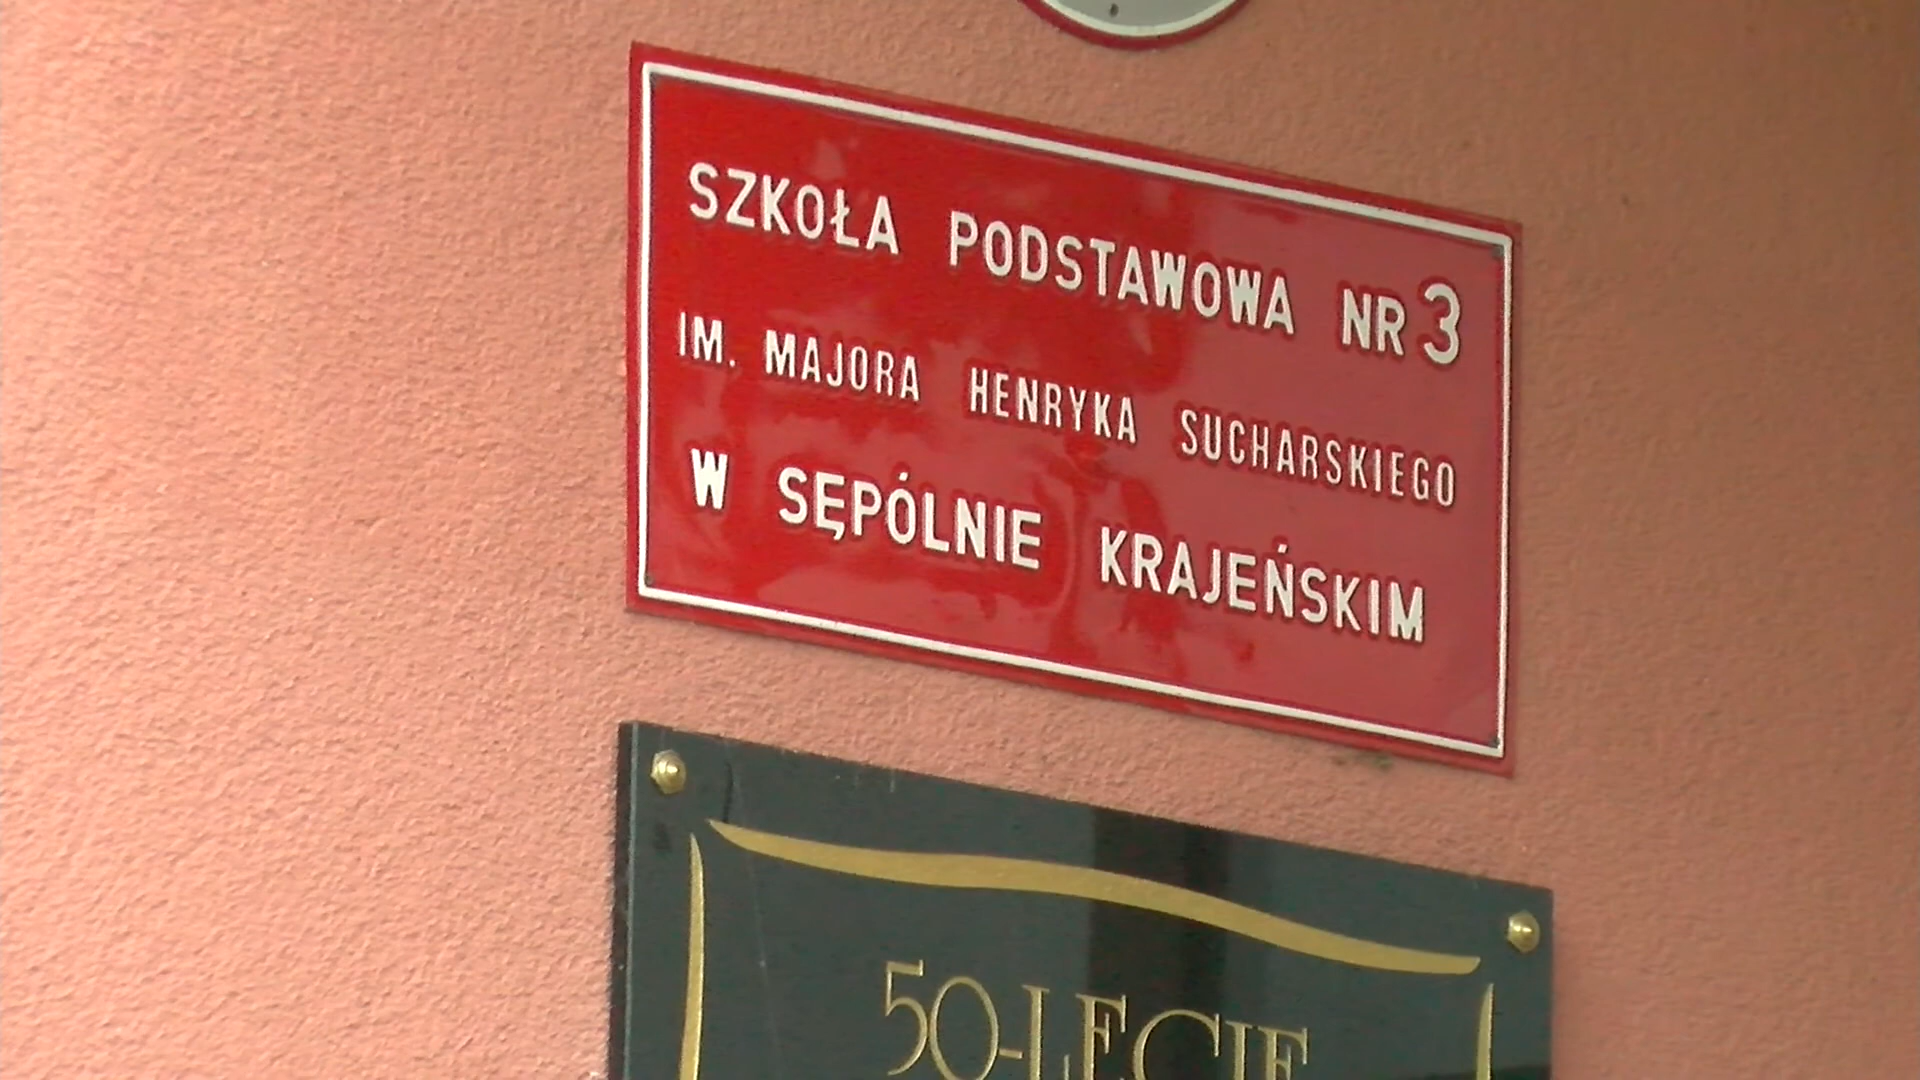 SZKOŁA PODSTAWOWA NR 3
IM. MAJORA HENRYKA SUCHARSKIEGO
W SĘPÓLNIE KRAJEŃSKIM
50-LECIE